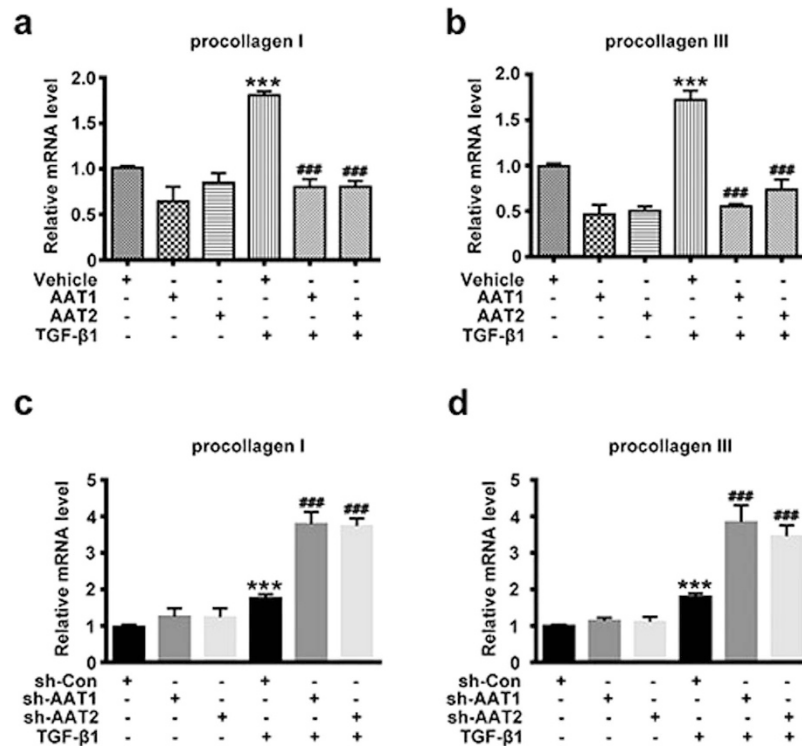 a
procollagen I
Relative mRNA level
2.0
1.5
1.0
0.5
0
***
###
###
Vehicle + - - + - -
AAT1 - + - - + -
AAT2 - - + - - +
TGF-β1 - - - + + +
b
procollagen III
Relative mRNA level
2.0
1.5
1.0
0.5
0
***
###
###
Vehicle + - - + - -
AAT1 - + - - + -
AAT2 - - + - - +
TGF-β1 - - - + + +
c
procollagen I
Relative mRNA level
5
4
3
2
1
0
***
###
###
sh-Con + - - + - -
sh-AAT1 - + - - + -
sh-AAT2 - - + - - +
TGF-β1 - - - + + +
d
procollagen III
Relative mRNA level
5
4
3
2
1
0
***
###
###
sh-Con + - - + - -
sh-AAT1 - + - - + -
sh-AAT2 - - + - - +
TGF-β1 - - - + + +